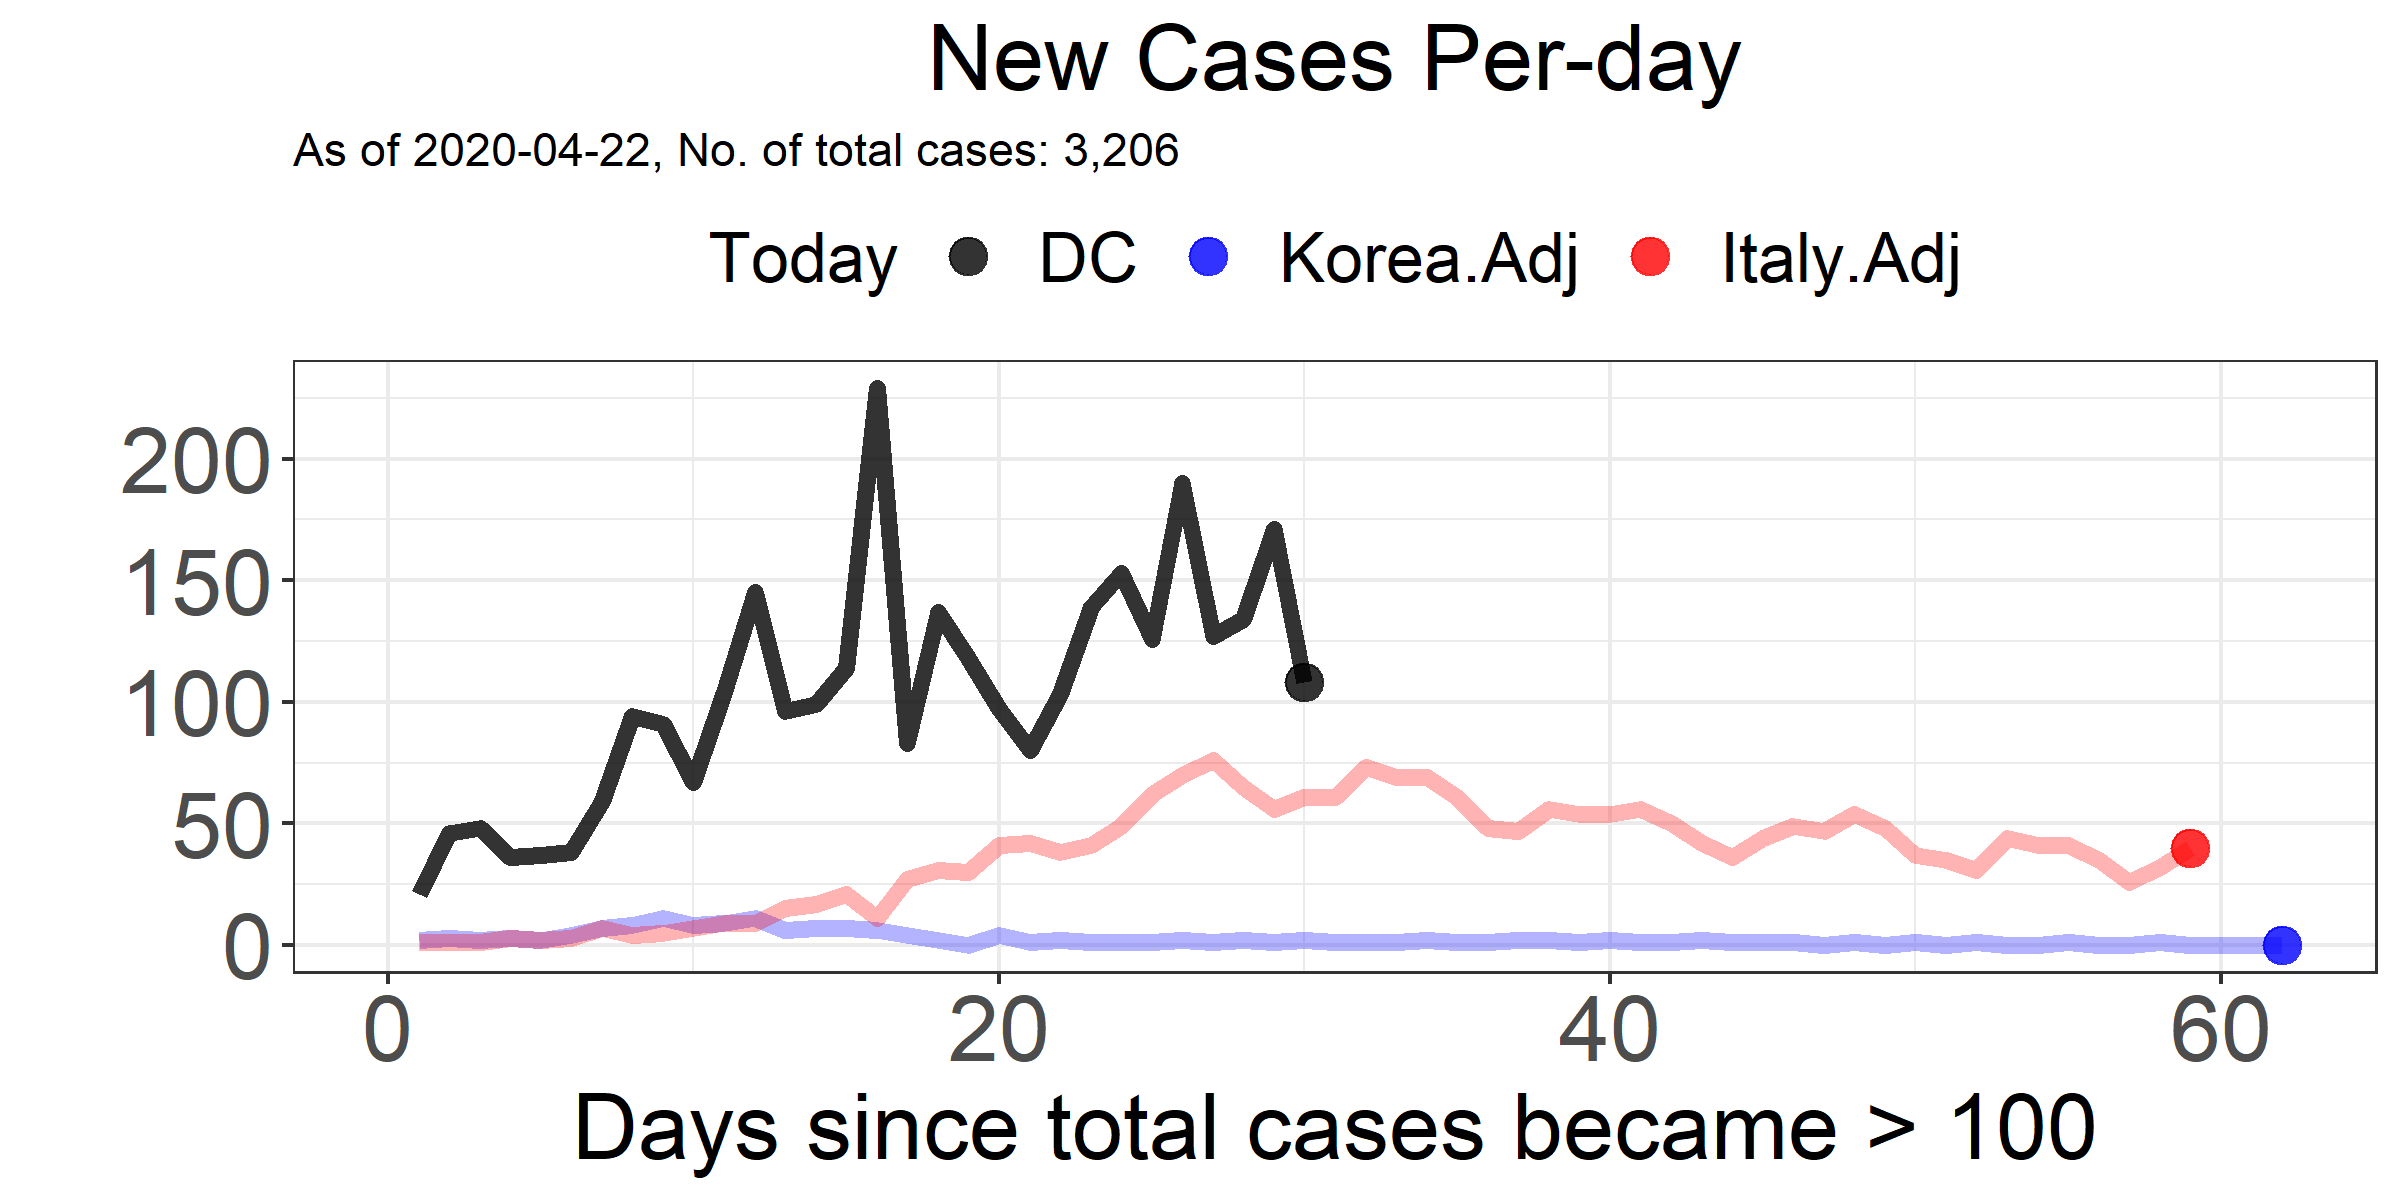 New Cases Per-day
As of 2020-04-22, No. of total cases: 3,206
Today DC Korea.Adj Italy.Adj
200
150
100
50
0
0 20 40 60
Days since total cases became > 100